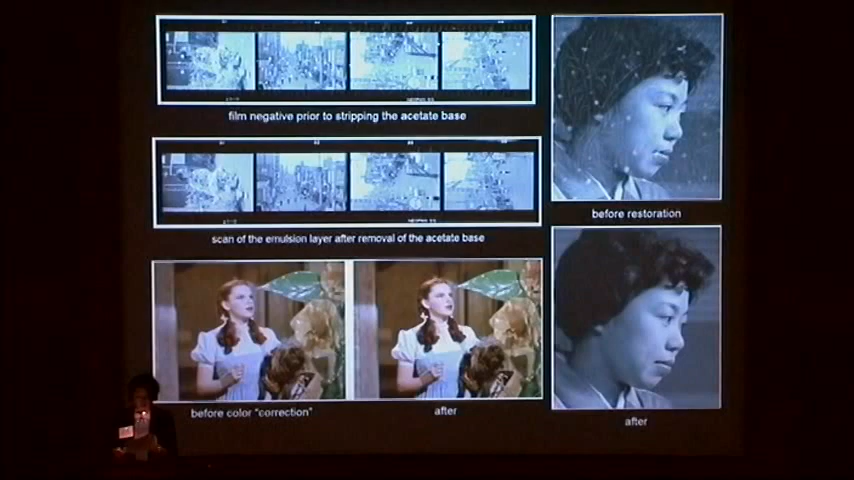 film negative prior to stripping the acetate base
scan of the emulsion layer after removal of the acetate base
before restoration
before color "correction"
after
after